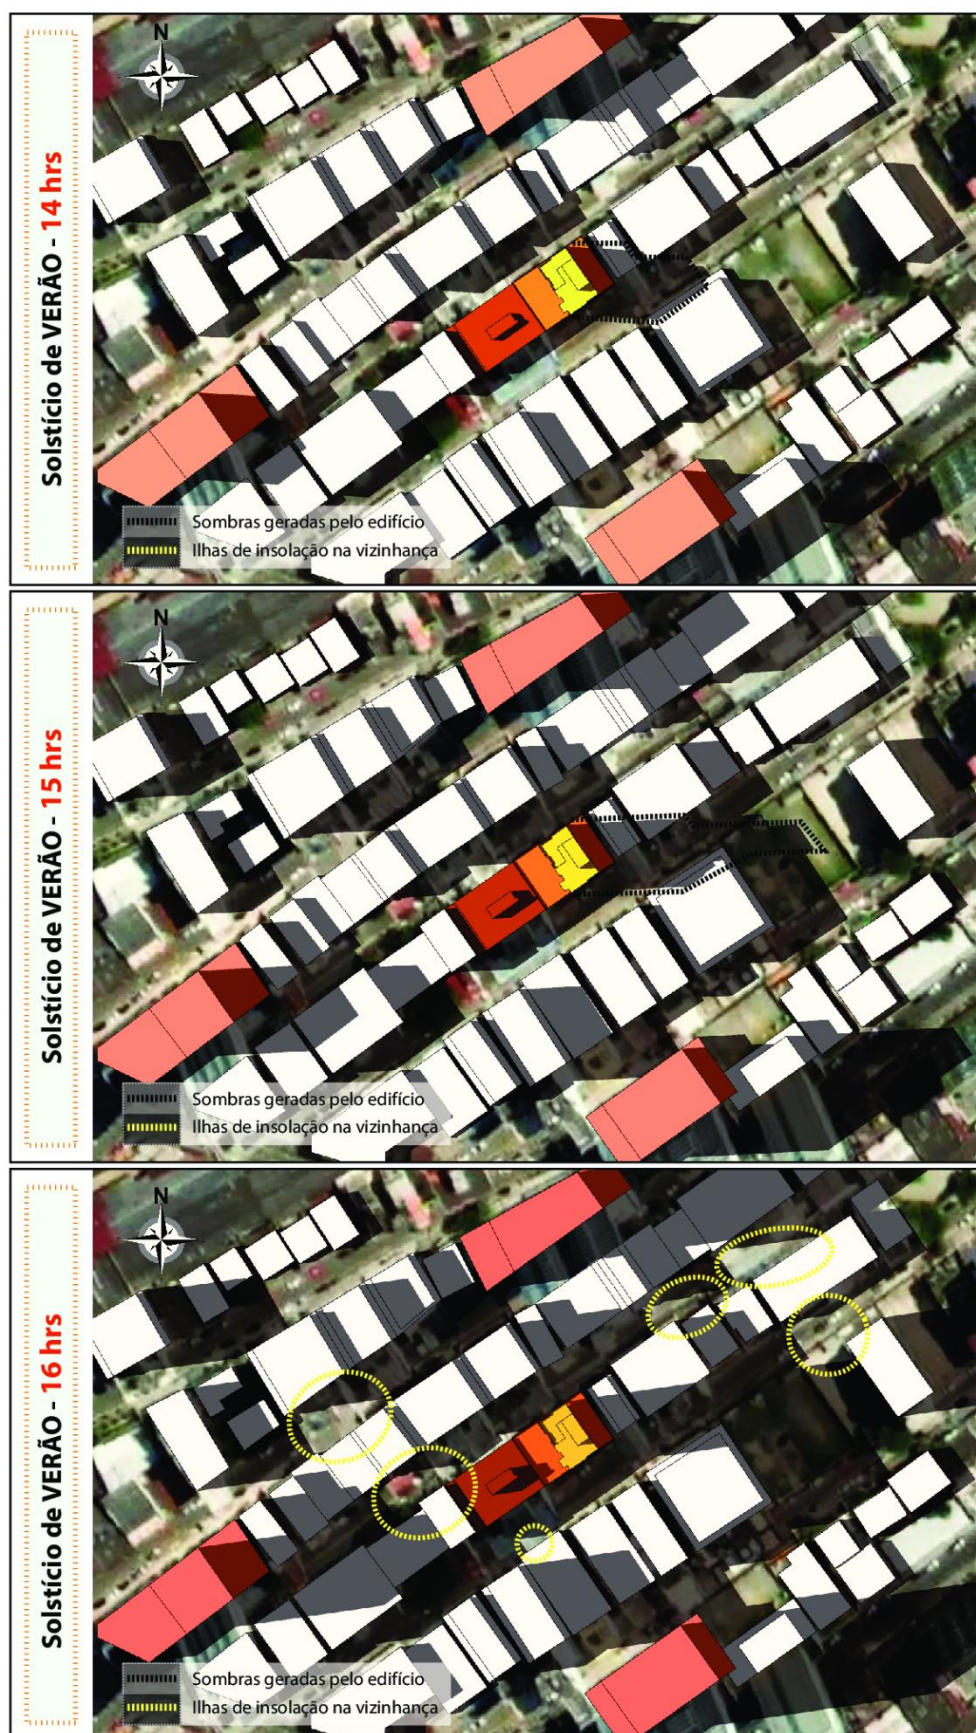 Solstício de VERÃO - 14 hrs
N
Sombras geradas pelo edifício
Ilhas de insolação na vizinhança
Solstício de VERÃO - 15 hrs
N
Sombras geradas pelo edifício
Ilhas de insolação na vizinhança
Solstício de VERÃO - 16 hrs
N
Sombras geradas pelo edifício
Ilhas de insolação na vizinhança